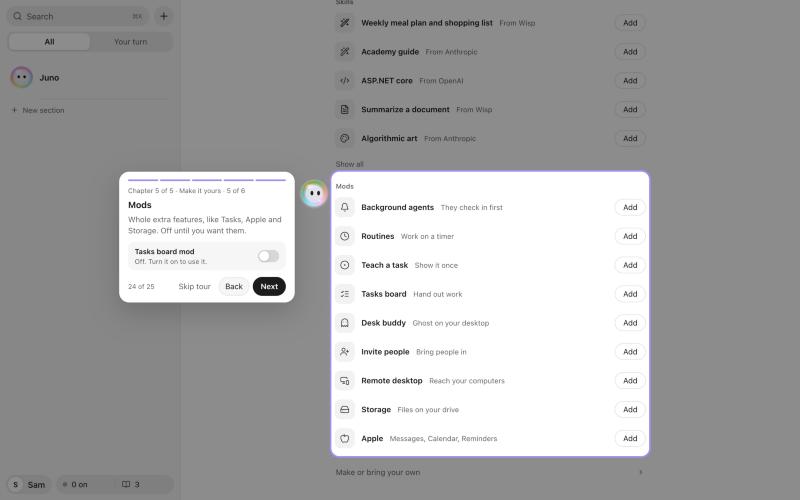 Search ⌘K
All
Your turn
Juno
New section
S Sam
0 on
3
Skills
Weekly meal plan and shopping list From Wisp Add
Academy guide From Anthropic Add
ASP.NET core From OpenAI Add
Summarize a document From Wisp Add
Algorithmic art From Anthropic Add
Show all
Chapter 5 of 5 · Make it yours · 5 of 6
Mods
Whole extra features, like Tasks, Apple and
Storage. Off until you want them.
Tasks board mod
Off. Turn it on to use it.
24 of 25 Skip tour Back Next
Mods
Background agents They check in first Add
Routines Work on a timer Add
Teach a task Show it once Add
Tasks board Hand out work Add
Desk buddy Ghost on your desktop Add
Invite people Bring people in Add
Remote desktop Reach your computers Add
Storage Files on your drive Add
Apple Messages, Calendar, Reminders Add
Make or bring your own